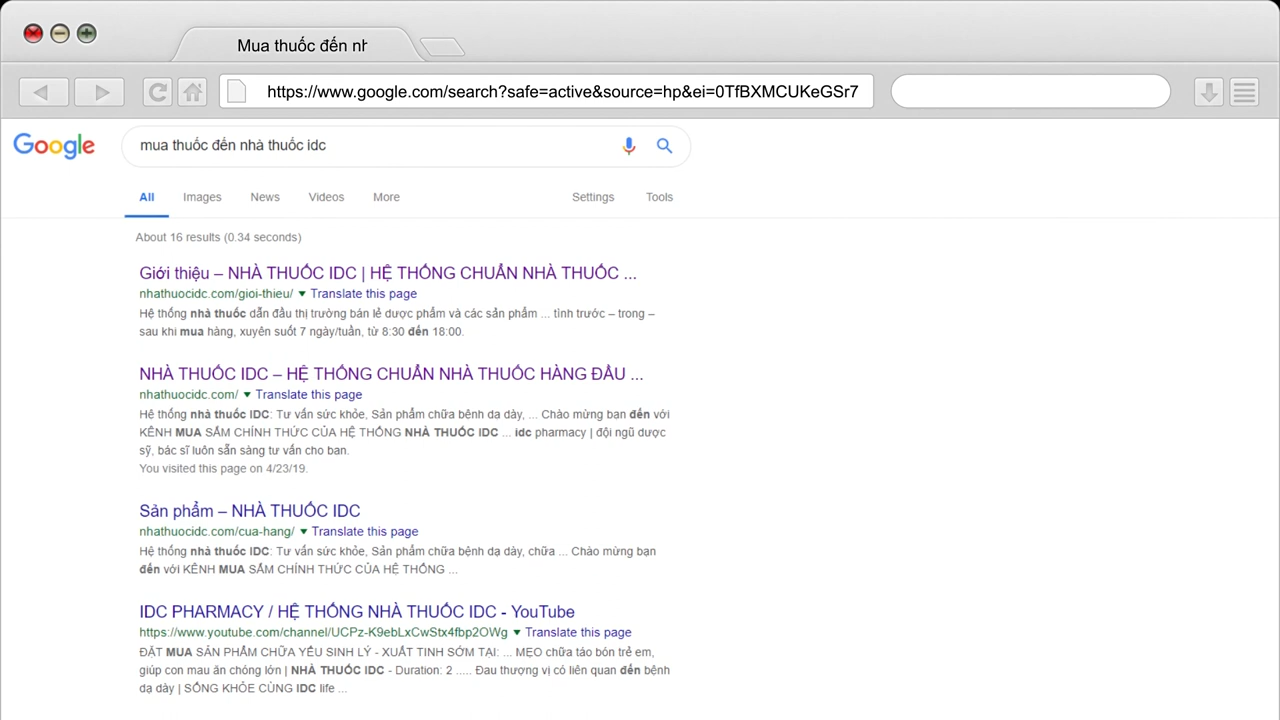 Mua thuốc đến nh
https://www.google.com/search?safe=active&source=hp&ei=0TfBXMCUKeGSr7
Google
mua thuốc đến nhà thuốc idc
All Images News Videos More Settings Tools
About 16 results (0.34 seconds)
Giới thiệu – NHÀ THUỐC IDC | HỆ THỐNG CHUẨN NHÀ THUỐC ...
nhathuocidc.com/gioi-thieu/ ▼ Translate this page
Hệ thống nhà thuốc dẫn đầu thị trường bán lẻ dược phẩm và các sản phẩm ... tình trước – trong –
sau khi mua hàng, xuyên suốt 7 ngày/tuần, từ 8:30 đến 18:00.
NHÀ THUỐC IDC – HỆ THỐNG CHUẨN NHÀ THUỐC HÀNG ĐẦU ...
nhathuocidc.com/ ▼ Translate this page
Hệ thống nhà thuốc IDC: Tư vấn sức khỏe, Sản phẩm chữa bệnh dạ dày, ... Chào mừng bạn đến với
KÊNH MUA SẮM CHÍNH THỨC CỦA HỆ THỐNG NHÀ THUỐC IDC ... idc pharmacy | đội ngũ dược
sỹ, bác sĩ luôn sẵn sàng tư vấn cho bạn.
You visited this page on 4/23/19.
Sản phẩm – NHÀ THUỐC IDC
nhathuocidc.com/cua-hang/ ▼ Translate this page
Hệ thống nhà thuốc IDC: Tư vấn sức khỏe, Sản phẩm chữa bệnh dạ dày, chữa ... Chào mừng bạn
đến với KÊNH MUA SẮM CHÍNH THỨC CỦA HỆ THỐNG ...
IDC PHARMACY / HỆ THỐNG NHÀ THUỐC IDC - YouTube
https://www.youtube.com/channel/UCPz-K9ebLxCwStx4fbp2OWg ▼ Translate this page
ĐẶT MUA SẢN PHẨM CHỮA YẾU SINH LÝ - XUẤT TINH SỚM TẠI: ... MẸO chữa táo bón trẻ em,
giúp con mau ăn chóng lớn | NHÀ THUỐC IDC - Duration: 2 ..... Đau thượng vị có liên quan đến bệnh
dạ dày | SỐNG KHỎE CÙNG IDC life ...